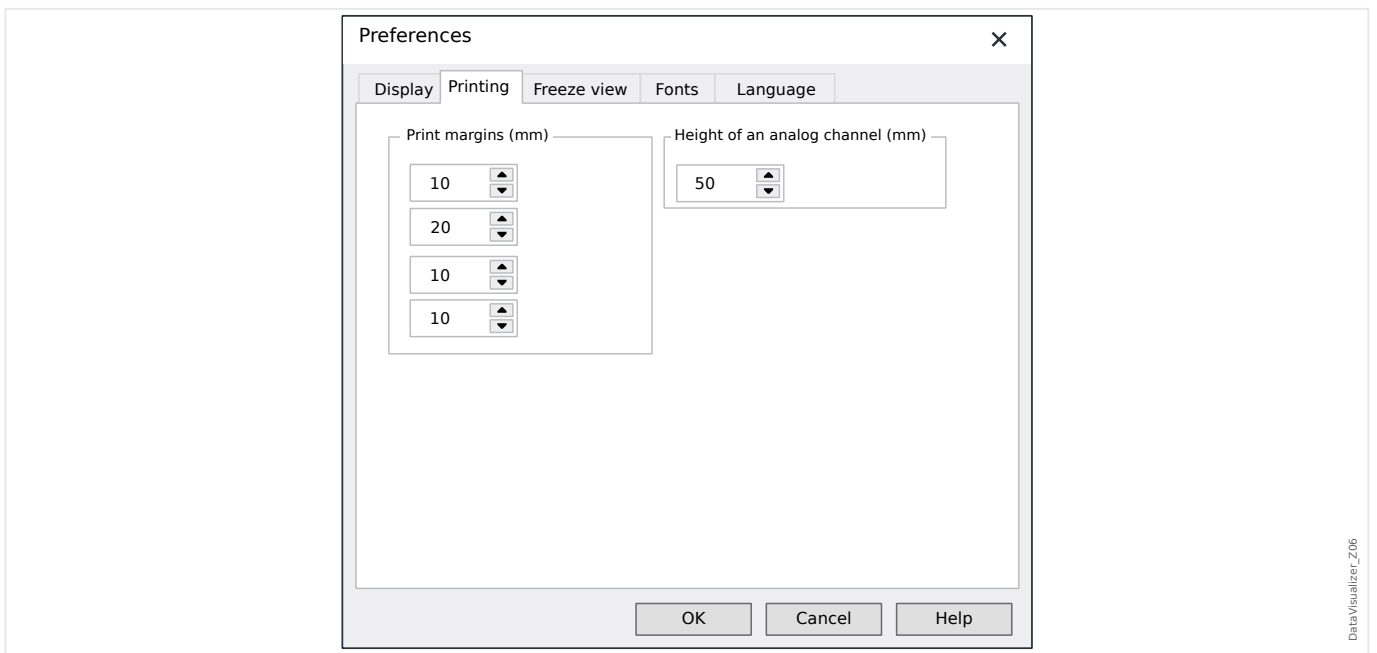 Preferences
Display Printing Freeze view Fonts Language
Print margins (mm) Height of an analog channel (mm)
10 50
20
10
10
OK Cancel Help
DataVisualizer_Z06